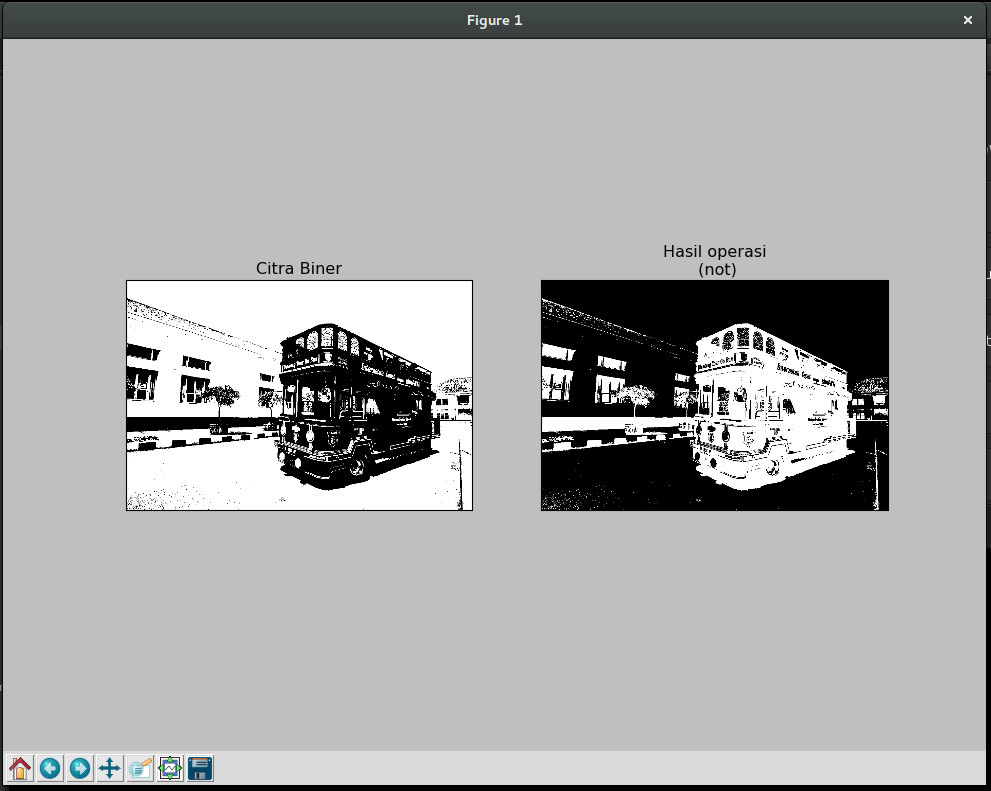 Figure 1
Citra Biner
Hasil operasi
(not)